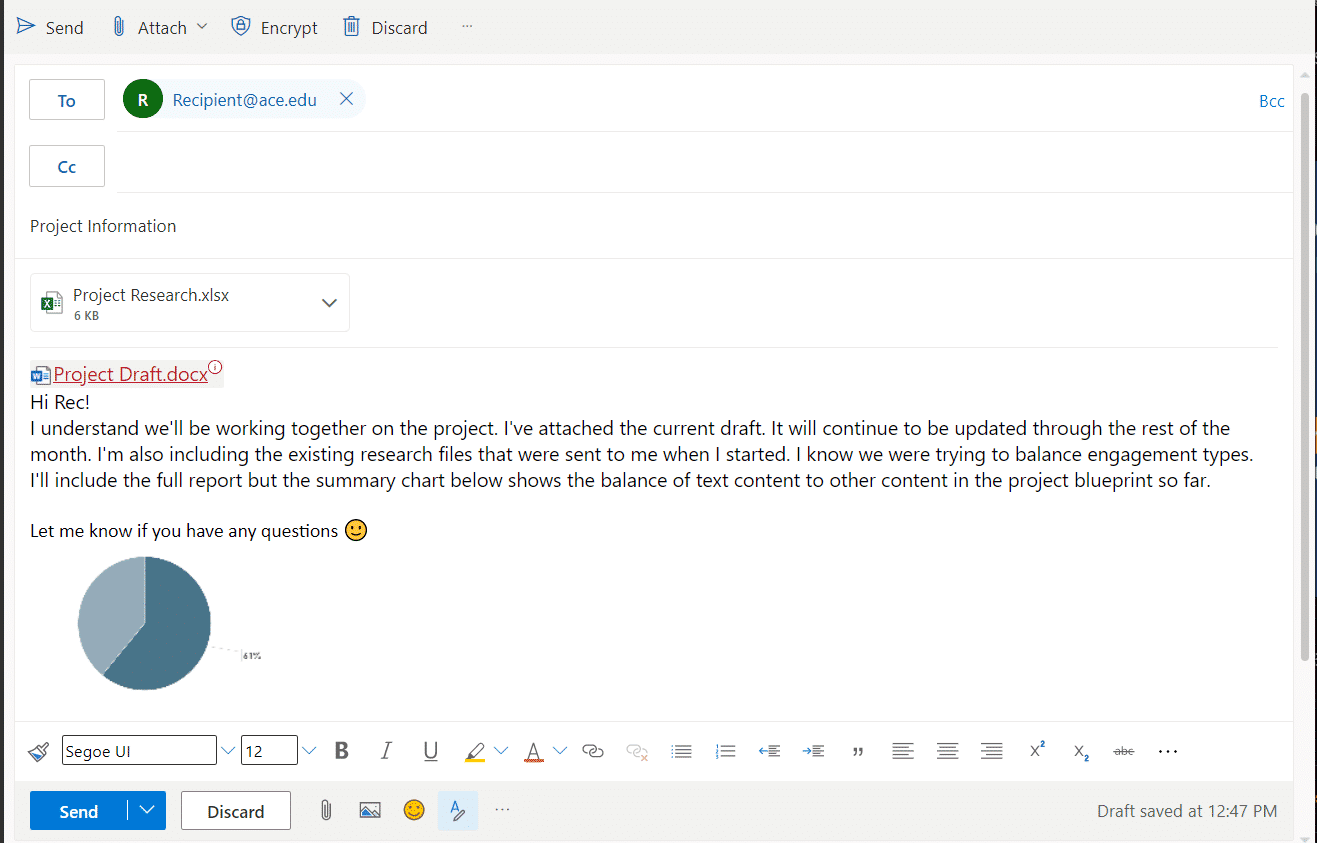 Send Attach Encrypt Discard ...
To R Recipient@ace.edu Bcc
Cc
Project Information
Project Research.xlsx
6 KB
Project Draft.docx
Hi Rec!
I understand we'll be working together on the project. I've attached the current draft. It will continue to be updated through the rest of the
month. I'm also including the existing research files that were sent to me when I started. I know we were trying to balance engagement types.
I'll include the full report but the summary chart below shows the balance of text content to other content in the project blueprint so far.
Let me know if you have any questions 🙂
61%
Segoe UI 12 B I U A " x² x₂ abc ...
Send Discard ... Draft saved at 12:47 PM